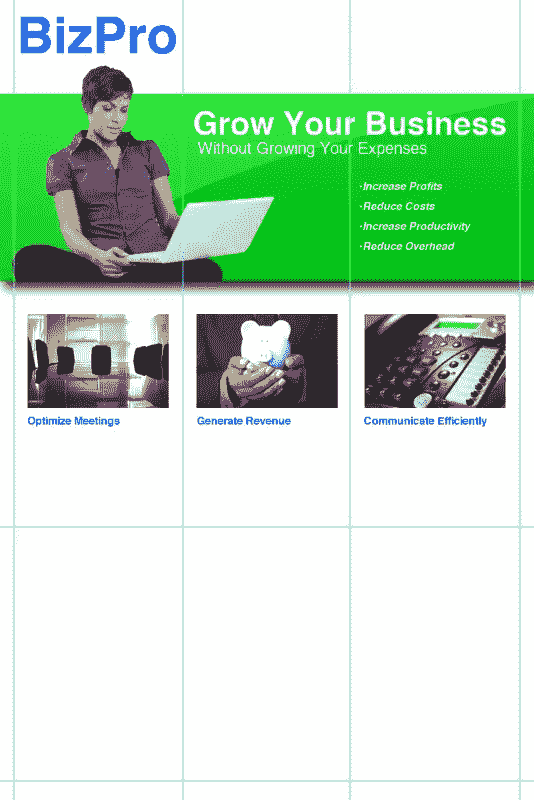 BizPro
Grow Your Business
Without Growing Your Expenses
·Increase Profits
·Reduce Costs
·Increase Productivity
·Reduce Overhead
Optimize Meetings
Generate Revenue
Communicate Efficiently